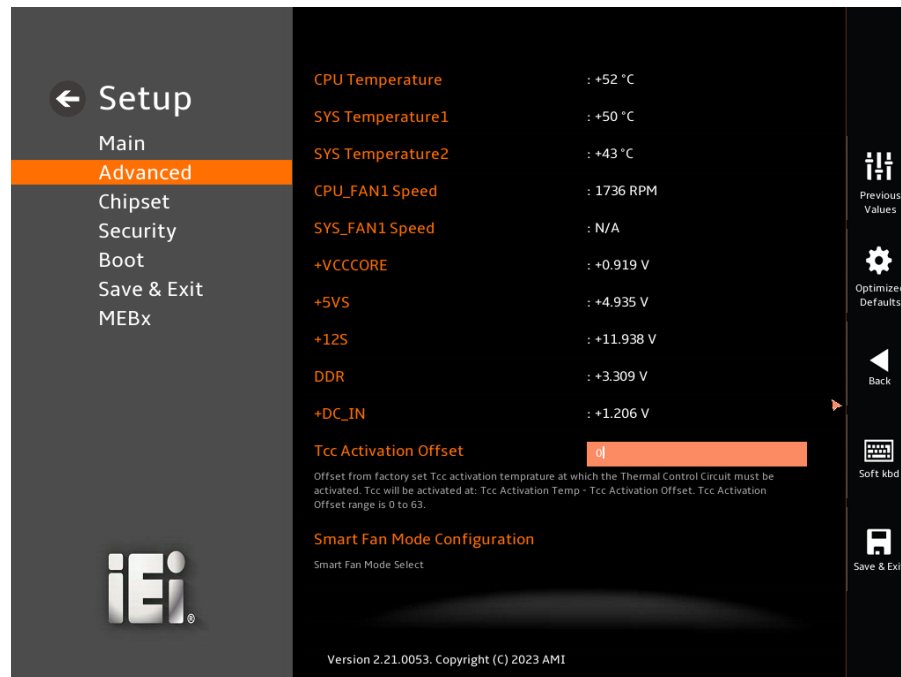 Setup
Main
Advanced
Chipset
Security
Boot
Save & Exit
MEBx
iEi®
CPU Temperature : +52 °C
SYS Temperature1 : +50 °C
SYS Temperature2 : +43 °C
CPU_FAN1 Speed : 1736 RPM
SYS_FAN1 Speed : N/A
+VCCCORE : +0.919 V
+5VS : +4.935 V
+12S : +11.938 V
DDR : +3.309 V
+DC_IN : +1.206 V
Tcc Activation Offset 0
Offset from factory set Tcc activation temprature at which the Thermal Control Circuit must be
activated. Tcc will be activated at: Tcc Activation Temp - Tcc Activation Offset. Tcc Activation
Offset range is 0 to 63.
Smart Fan Mode Configuration
Smart Fan Mode Select
Version 2.21.0053. Copyright (C) 2023 AMI
Previous
Values
Optimized
Defaults
Back
Soft kbd
Save & Exi